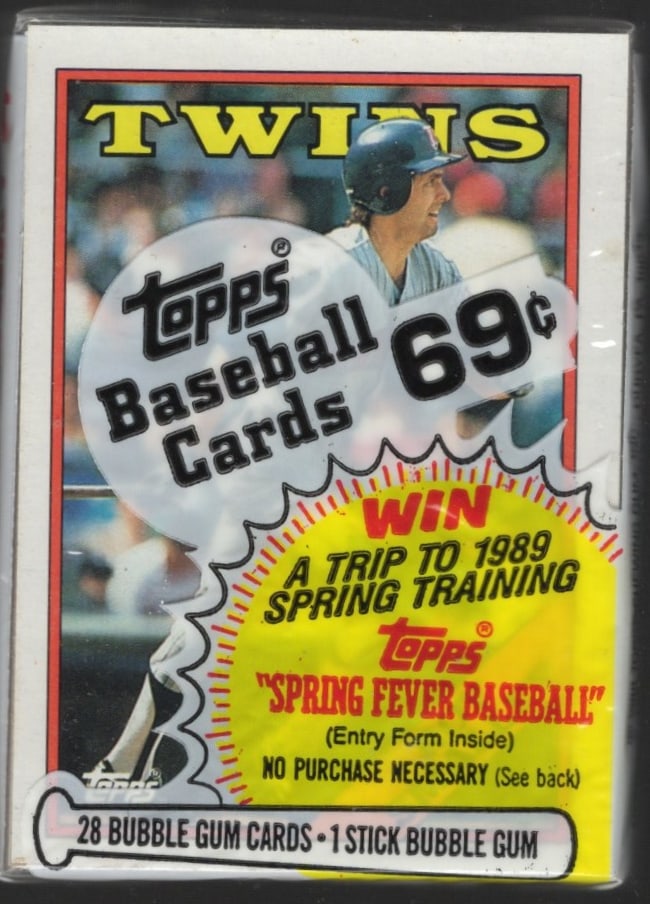 TWINS
topps®
Baseball
Cards
69¢
WIN
A TRIP TO 1989
SPRING TRAINING
topps®
"SPRING FEVER BASEBALL"
(Entry Form Inside)
NO PURCHASE NECESSARY (See back)
topps®
28 BUBBLE GUM CARDS • 1 STICK BUBBLE GUM